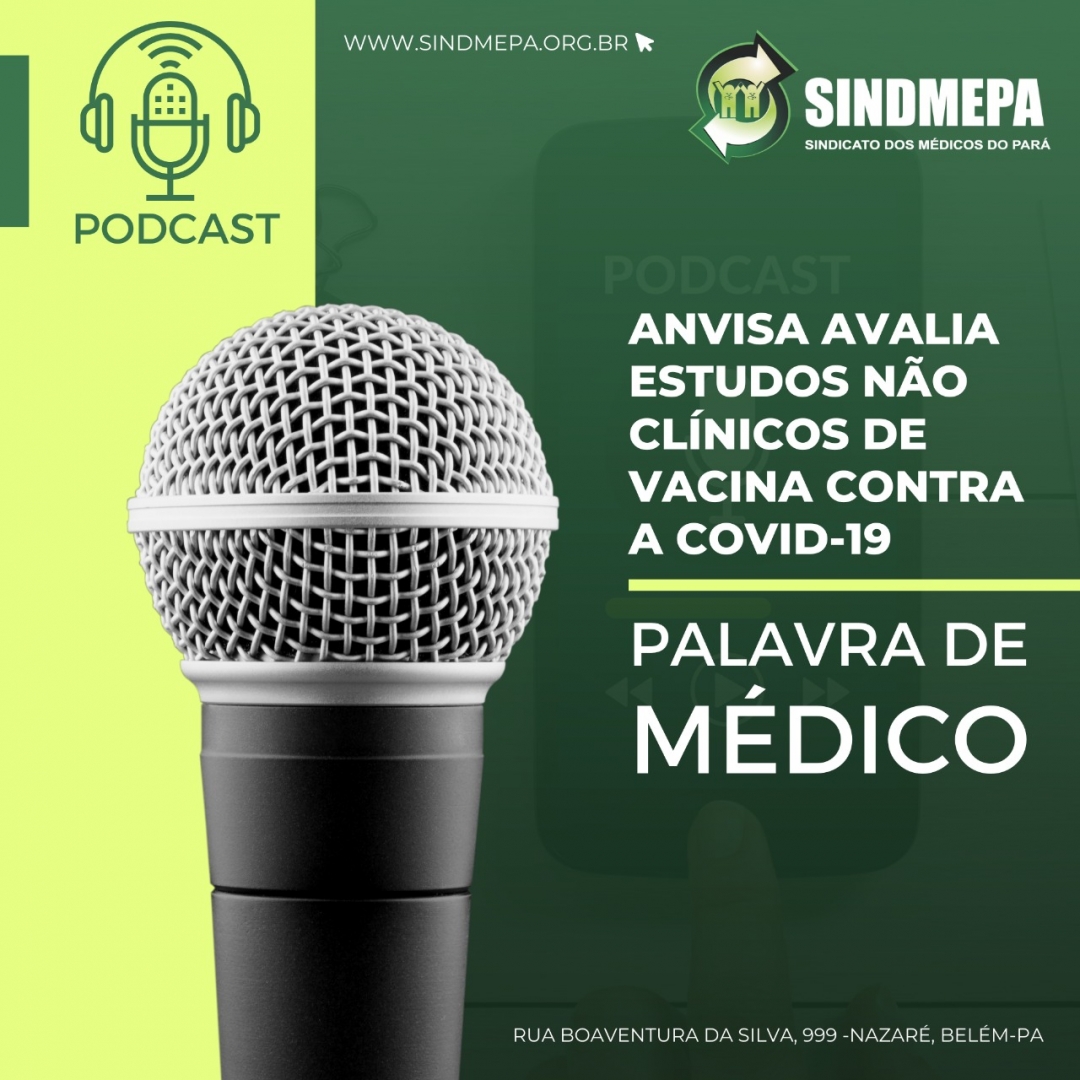 PODCAST
WWW.SINDMEPA.ORG.BR
SINDMEPA
SINDICATO DOS MÉDICOS DO PARÁ
PODCAST
ANVISA AVALIA
ESTUDOS NÃO
CLÍNICOS DE
VACINA CONTRA
A COVID-19
PALAVRA DE
MÉDICO
RUA BOAVENTURA DA SILVA, 999 -NAZARÉ, BELÉM-PA